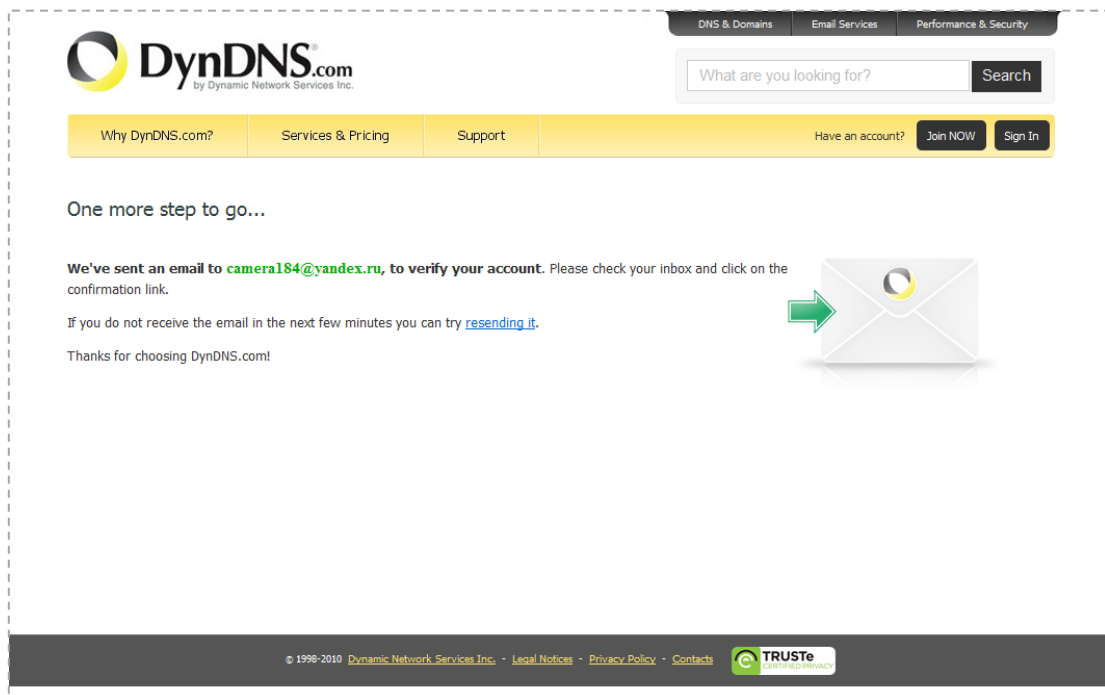 DNS & Domains Email Services Performance & Security
DynDNS.com
by Dynamic Network Services Inc.
What are you looking for? Search
Why DynDNS.com? Services & Pricing Support Have an account? Join NOW Sign In
One more step to go...
We've sent an email to camera184@yandex.ru, to verify your account. Please check your inbox and click on the
confirmation link.
If you do not receive the email in the next few minutes you can try resending it.
Thanks for choosing DynDNS.com!
© 1998-2010 Dynamic Network Services Inc. - Legal Notices - Privacy Policy - Contacts
TRUSTe
CERTIFIED PRIVACY